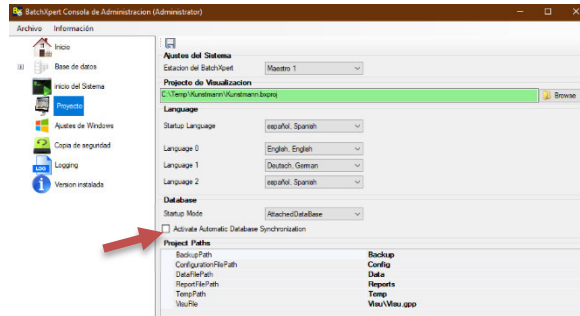 BatchXpert Consola de Administracion (Administrator)
Archivo Información
Inicio
Base de datos
inicio del Sistema
Proyecto
Ajustes de Windows
Copia de seguridad
LOG Logging
Version instalada
Ajustes del Sistema
Estacion del BatchXpert Maestro 1
Projecto de Visualizacion
C:\Temp\Kunstmann\Kunstmann.bxproj Browse
Language
Startup Language español, Spanish
Language 0 English, English
Language 1 Deutsch, German
Language 2 español, Spanish
Database
Startup Mode AttachedDataBase
Activate Automatic Database Synchronization
Project Paths
BackupPath Backup
ConfigurationFilePath Config
DataFilePath Data
ReportFilePath Reports
TempPath Temp
VisuFile Visu\Visu.gpp